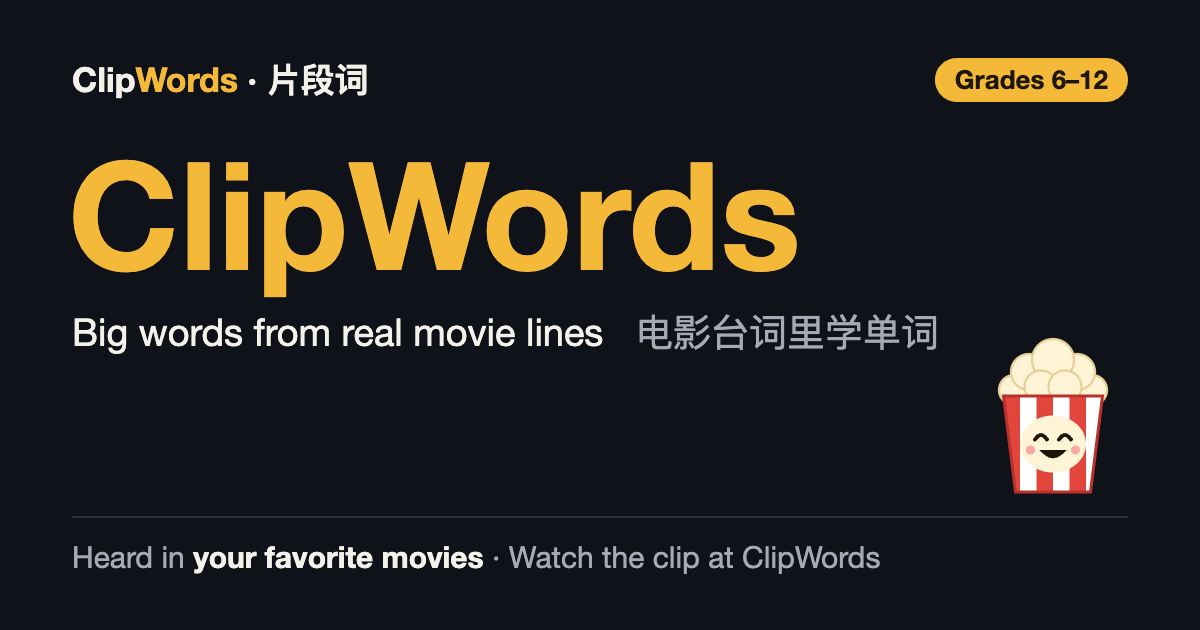 ClipWords · 片段词
Grades 6–12
ClipWords
Big words from real movie lines 电影台词里学单词
Heard in your favorite movies · Watch the clip at ClipWords